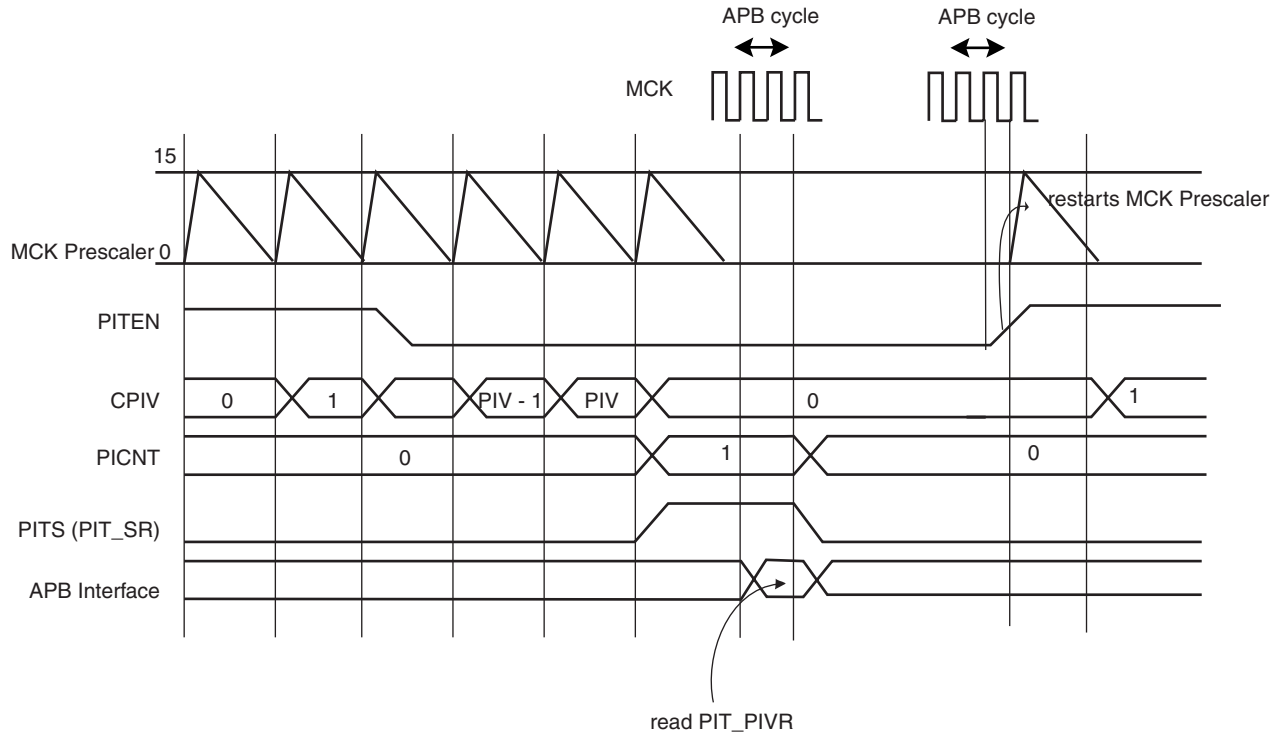 APB cycle
APB cycle
MCK
15
restarts MCK Prescaler
MCK Prescaler 0
PITEN
CPIV
0
1
PIV - 1
PIV
0
1
PICNT
0
1
0
PITS (PIT_SR)
APB Interface
read PIT_PIVR